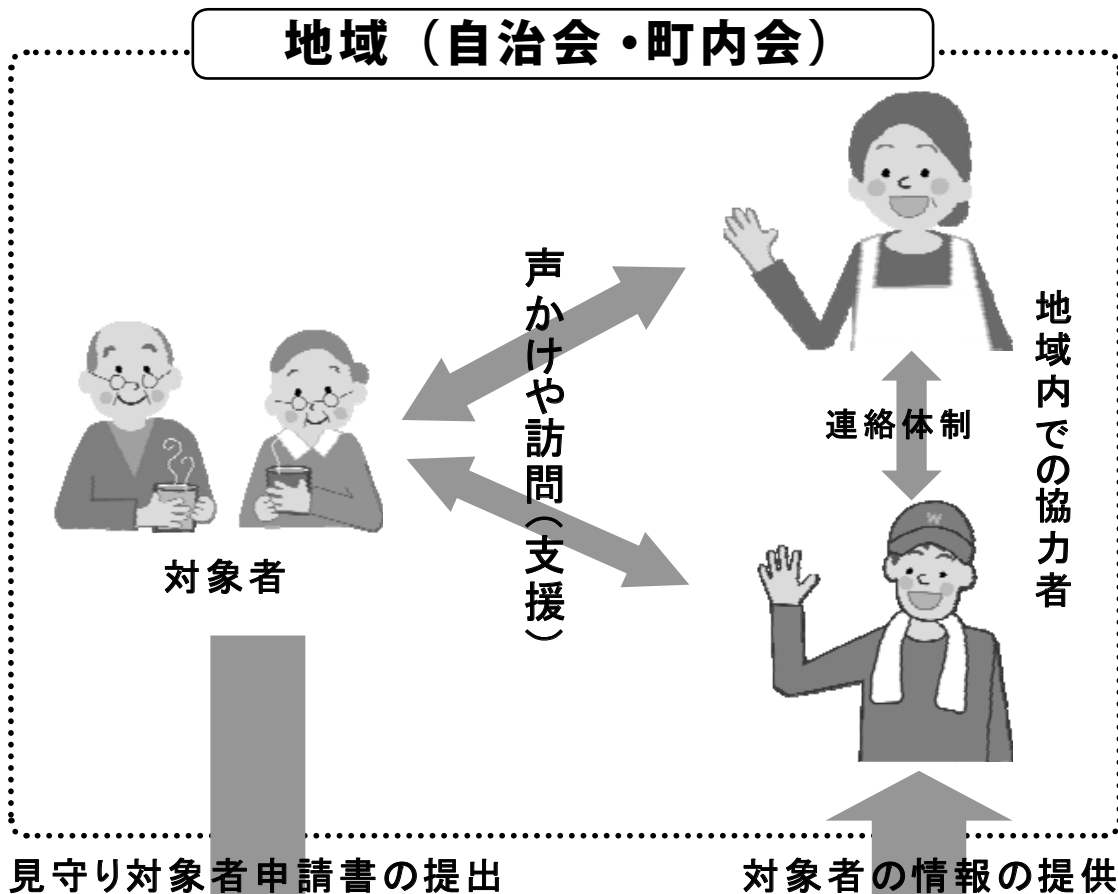 地域（自治会・町内会）
声かけや訪問（支援）
地域内での協力者
連絡体制
W
対象者
見守り対象者申請書の提出
対象者の情報の提供